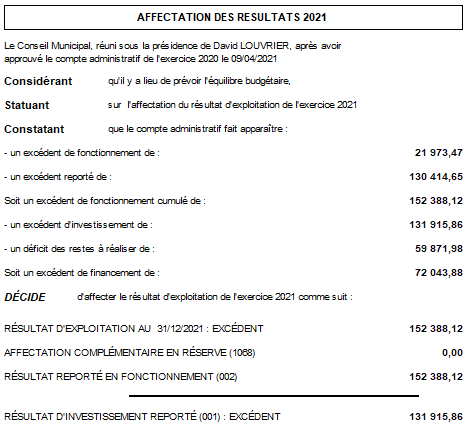 AFFECTATION DES RESULTATS 2021
Le Conseil Municipal, réuni sous la présidence de David LOUVRIER, après avoir
approuvé le compte administratif de l'exercice 2020 le 09/04/2021
Considérant qu'il y a lieu de prévoir l'équilibre budgétaire,
Statuant sur l'affectation du résultat d'exploitation de l'exercice 2021
Constatant que le compte administratif fait apparaître :
- un excédent de fonctionnement de : 21 973,47
- un excédent reporté de : 130 414,65
Soit un excédent de fonctionnement cumulé de : 152 388,12
- un excédent d'investissement de : 131 915,86
- un déficit des restes à réaliser de : 59 871,98
Soit un excédent de financement de : 72 043,88
DÉCIDE d'affecter le résultat d'exploitation de l'exercice 2021 comme suit :
RÉSULTAT D'EXPLOITATION AU 31/12/2021 : EXCÉDENT 152 388,12
AFFECTATION COMPLÉMENTAIRE EN RÉSERVE (1068) 0,00
RÉSULTAT REPORTÉ EN FONCTIONNEMENT (002) 152 388,12
RÉSULTAT D'INVESTISSEMENT REPORTÉ (001) : EXCÉDENT 131 915,86